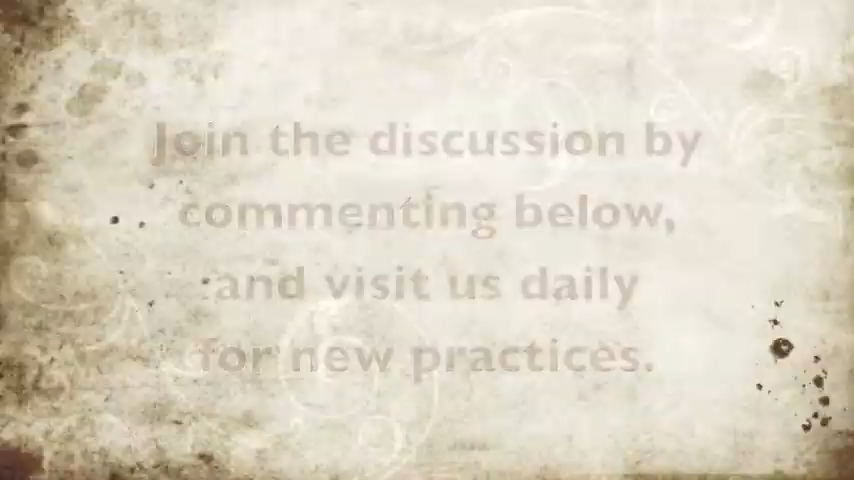 Join the discussion by
commenting below,
and visit us daily
for new practices.